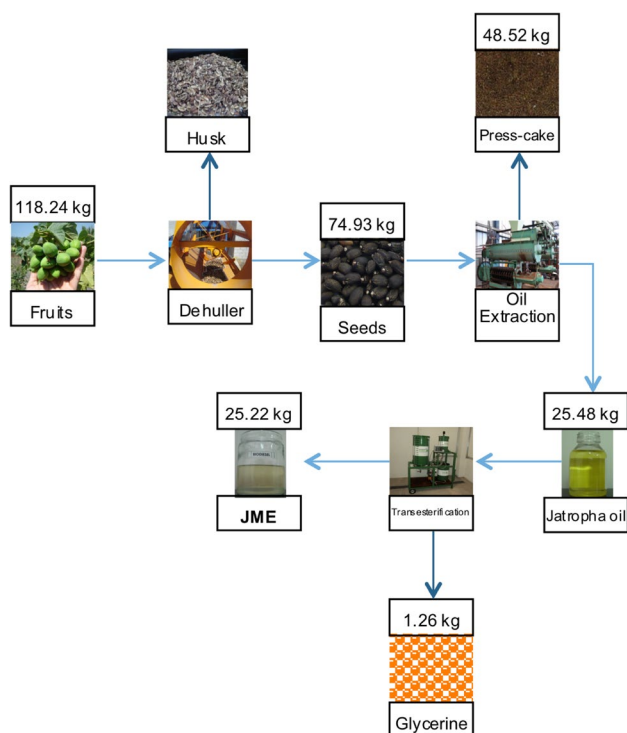 48.52 kg
Husk
Press-cake
118.24 kg
74.93 kg
Fruits
Dehuller
Seeds
Oil
Extraction
25.22 kg
25.48 kg
JME
Transesterification
Jatropha oil
1.26 kg
Glycerine